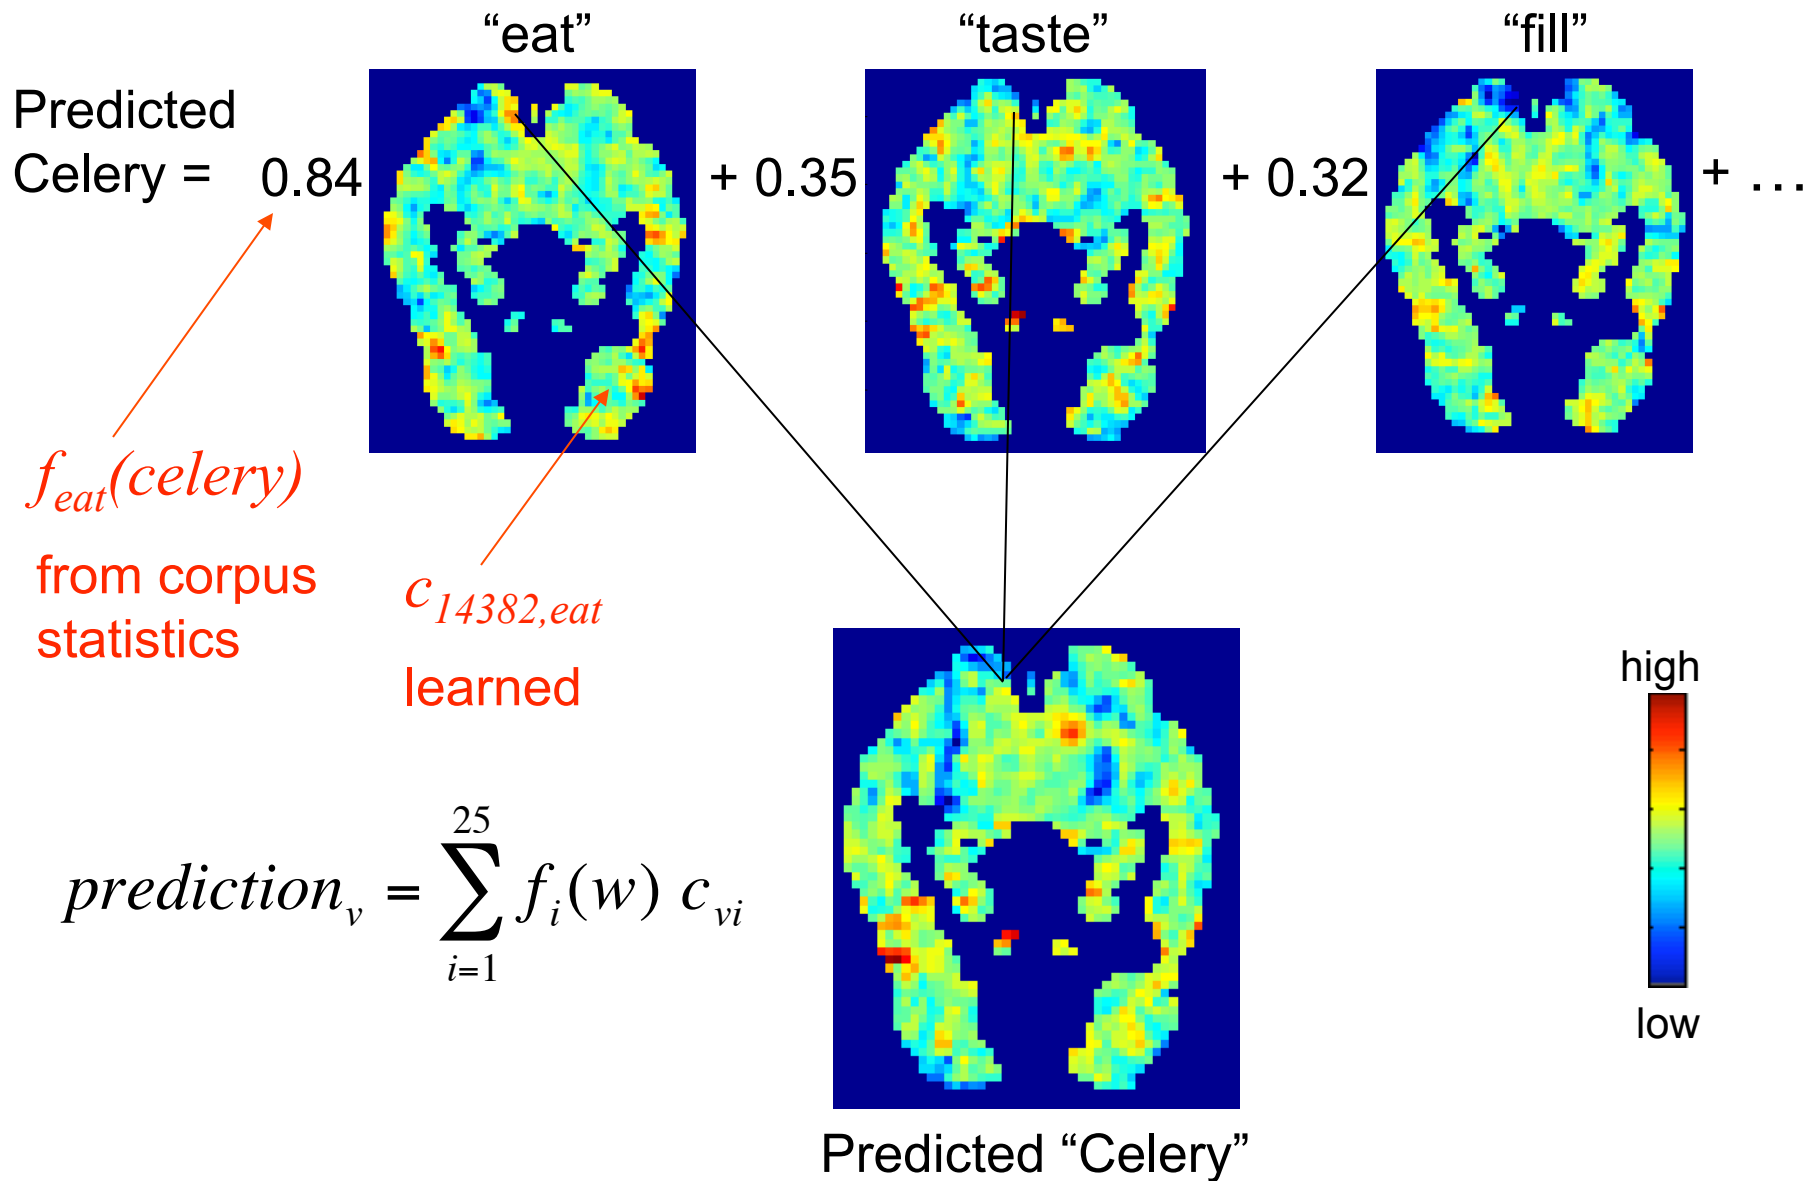 “eat”
“taste”
“fill”
Predicted
Celery = 0.84 + 0.35 + 0.32 + …
f_eat(celery)
from corpus
statistics
c_14382,eat
learned
prediction_v = ∑_{i=1}^{25} f_i(w) c_vi
high
low
Predicted “Celery”